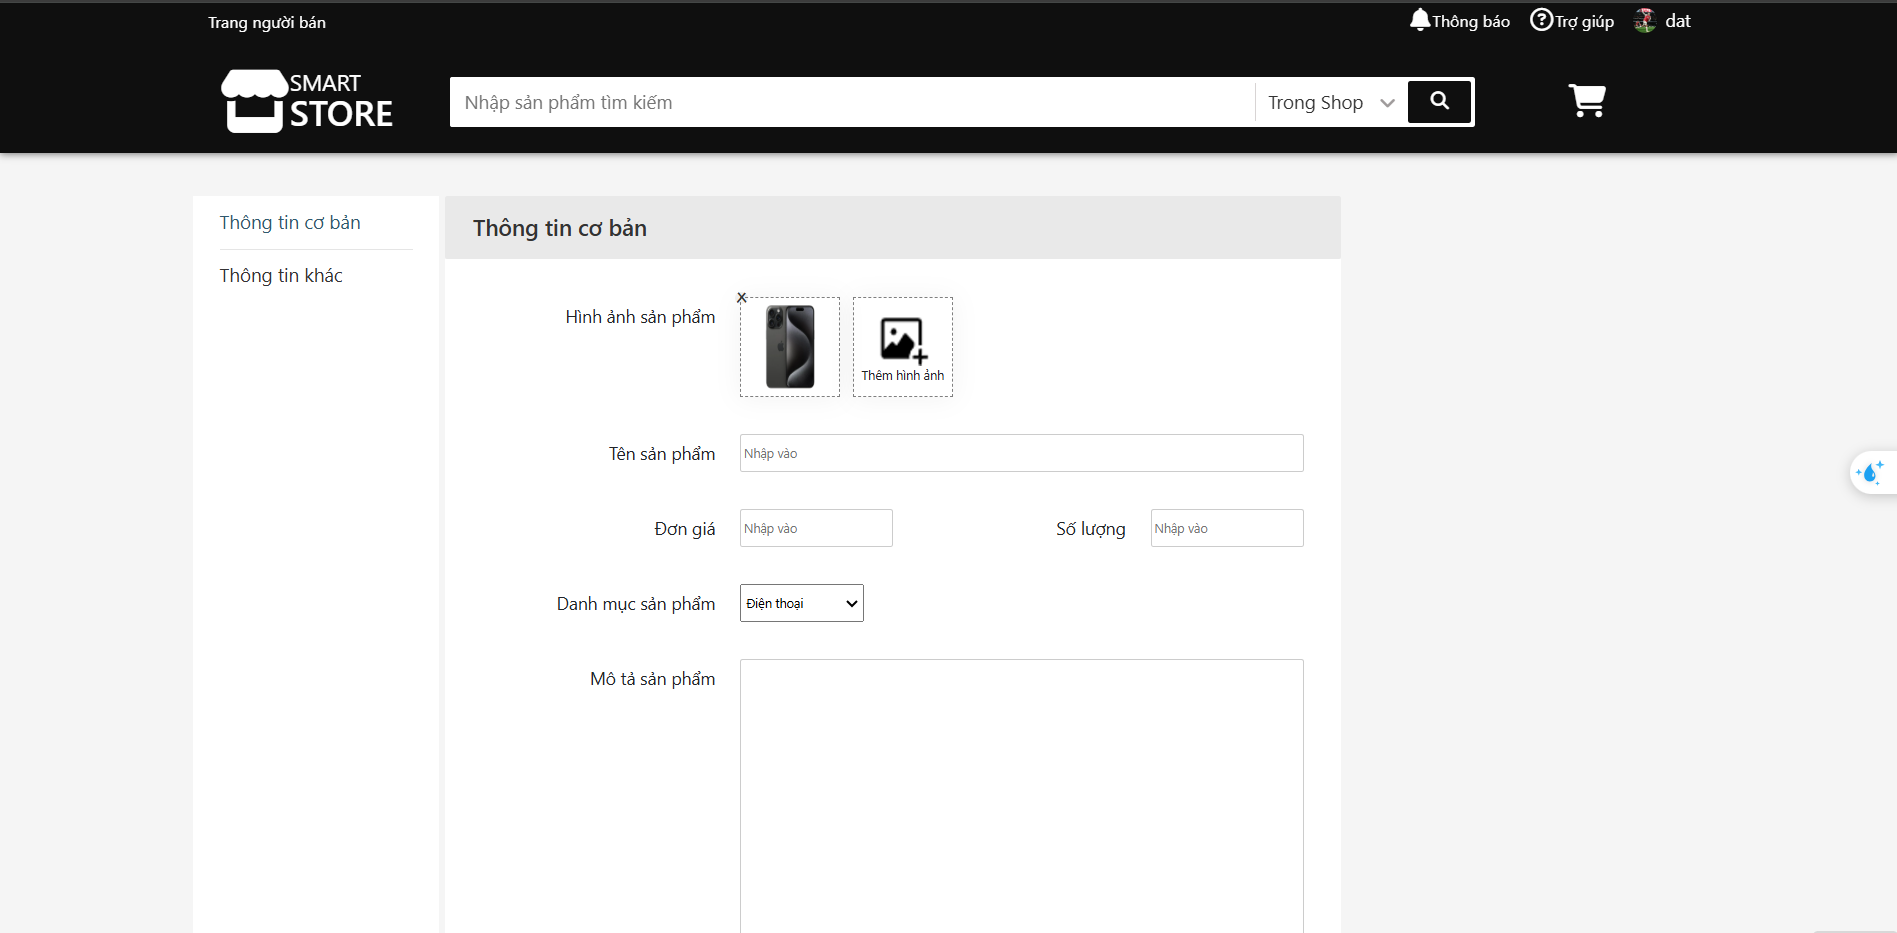 Trang người bán
Thông báo
Trợ giúp
dat
SMART
STORE
Nhập sản phẩm tìm kiếm
Trong Shop
Thông tin cơ bản
Thông tin khác
Thông tin cơ bản
Hình ảnh sản phẩm
X
Thêm hình ảnh
Tên sản phẩm
Nhập vào
Đơn giá
Nhập vào
Số lượng
Nhập vào
Danh mục sản phẩm
Điện thoại
Mô tả sản phẩm